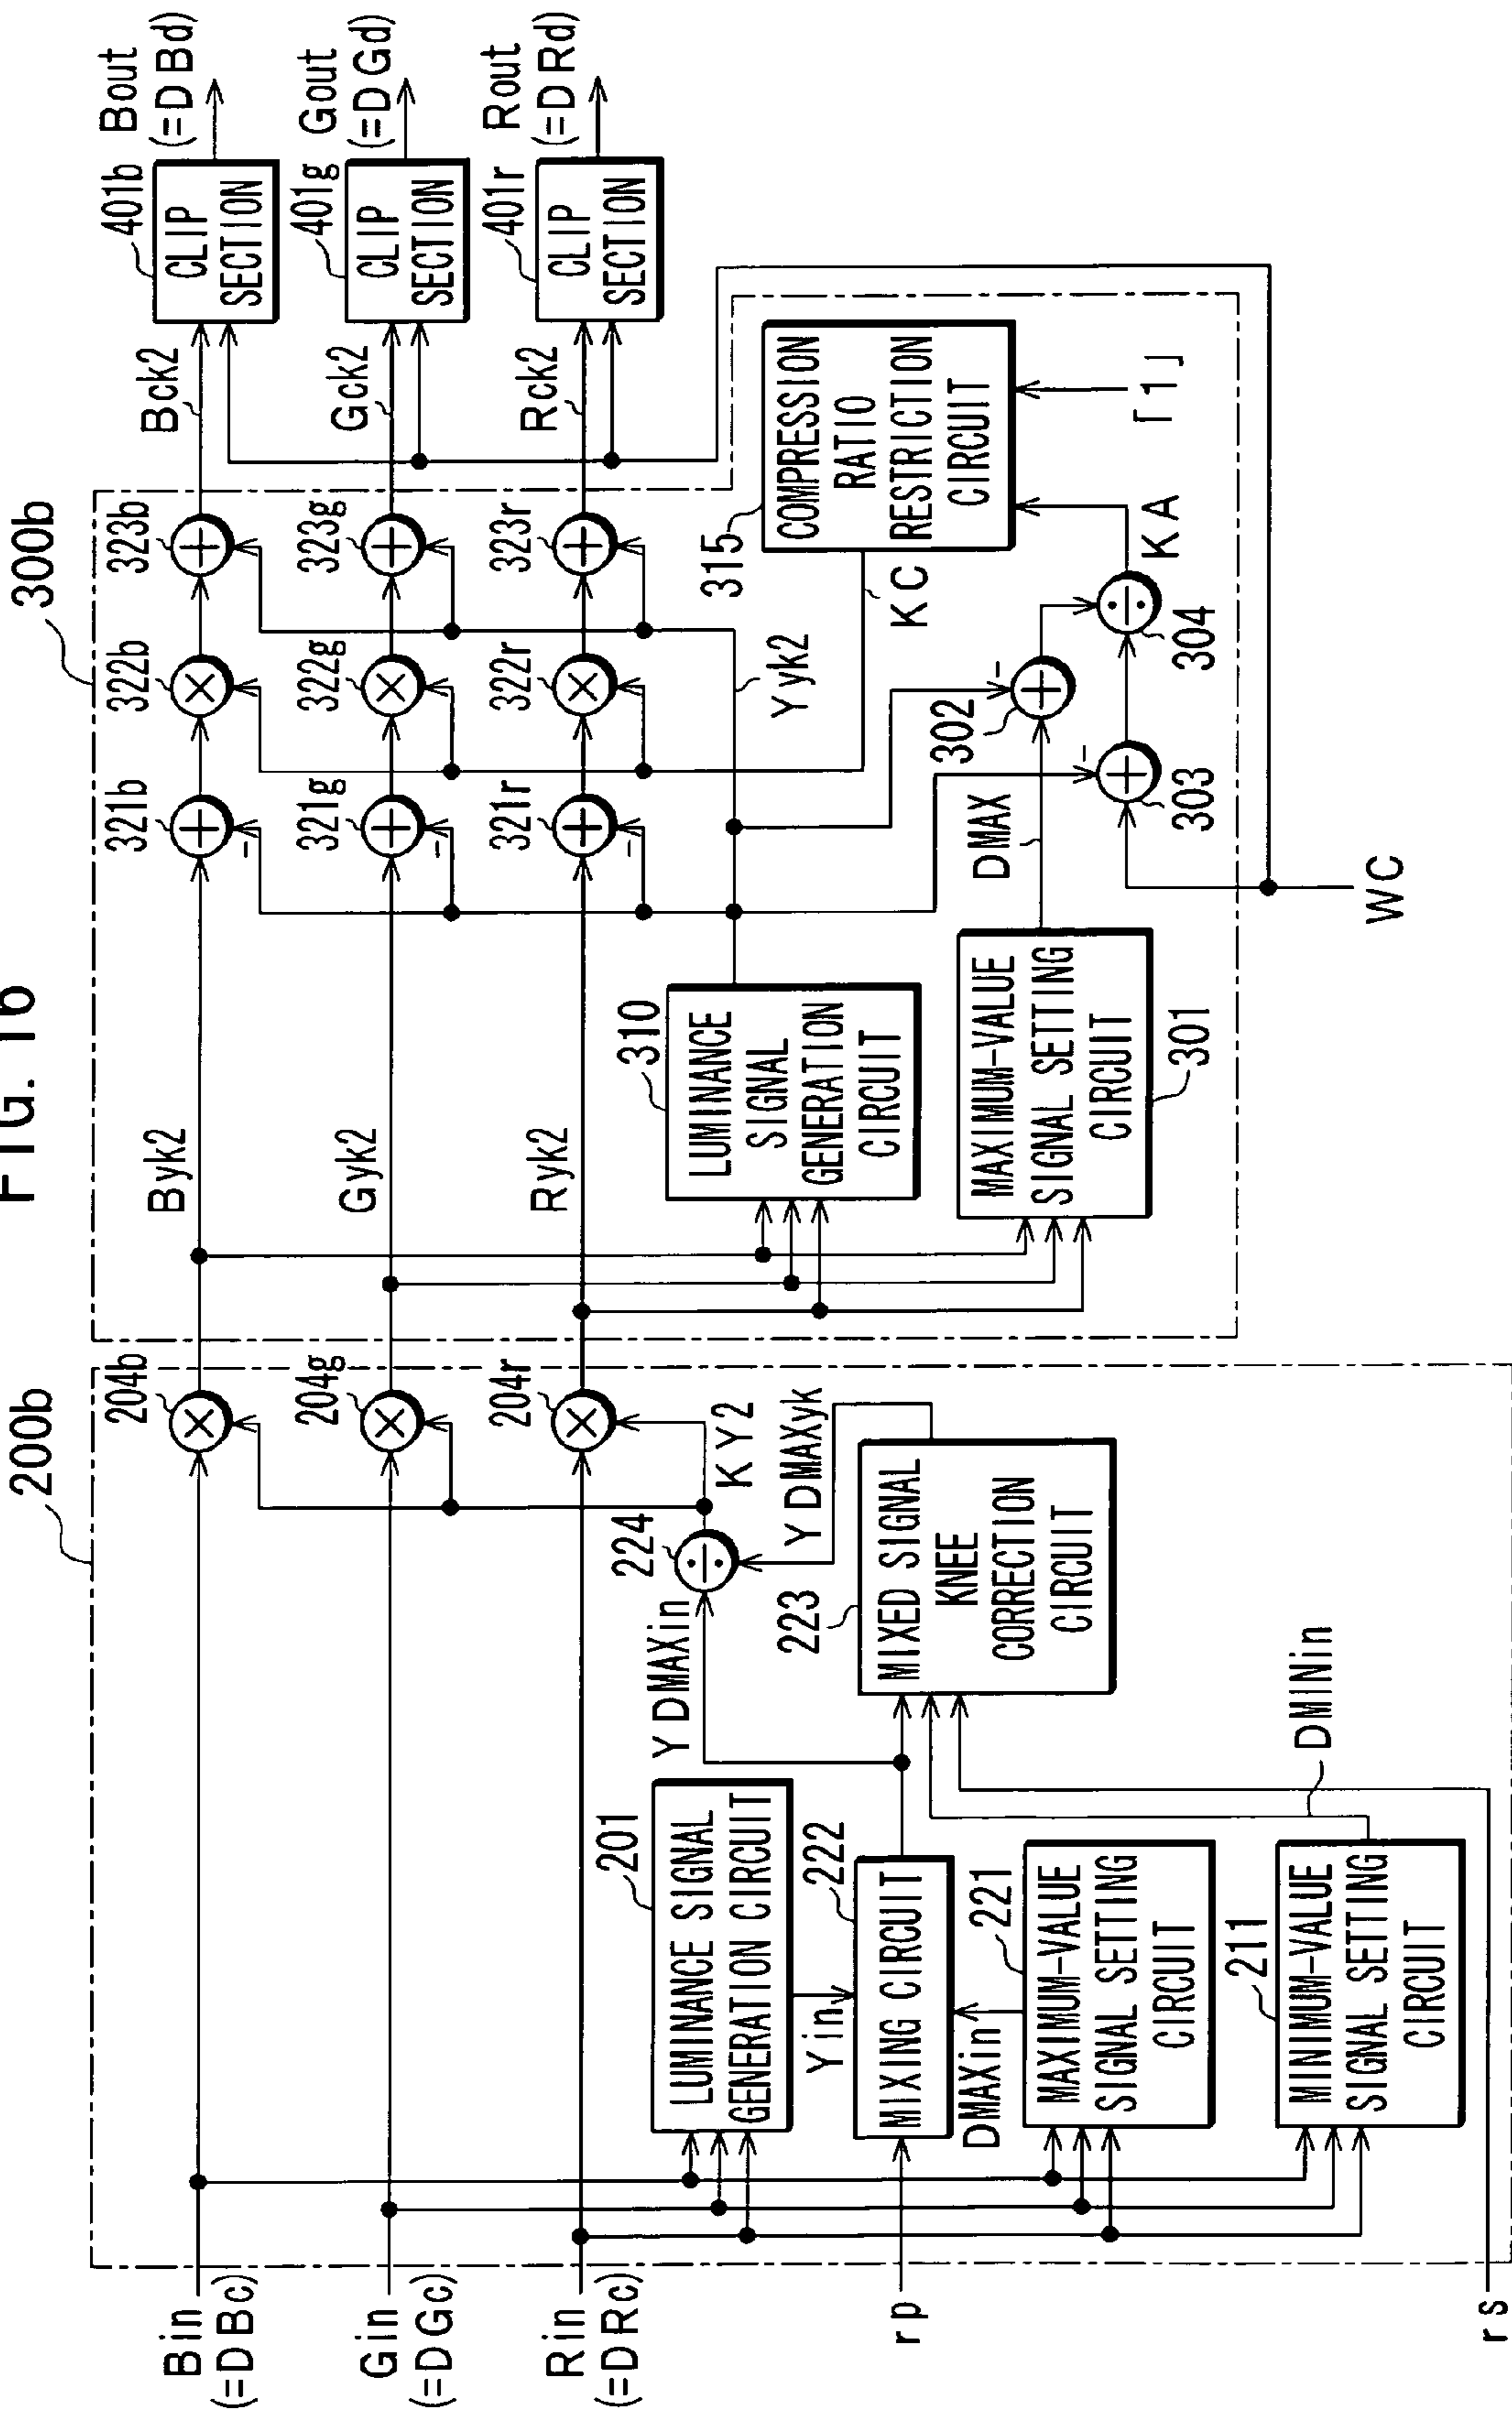 FIG. 16
200b
300b
Bin
(=DBc)
Gin
(=DGc)
Rin
(=DRc)
rp
rs
204b
204g
204r
201
LUMINANCE SIGNAL
GENERATION CIRCUIT
Yin
222
MIXING CIRCUIT
DMAXin
221
MAXIMUM-VALUE
SIGNAL SETTING
CIRCUIT
211
MINIMUM-VALUE
SIGNAL SETTING
CIRCUIT
DMINin
YDMAXin
224
÷
KY2
YDMAXyk
223
MIXED SIGNAL
KNEE
CORRECTION
CIRCUIT
×
×
×
Byk2
Gyk2
Ryk2
310
LUMINANCE
SIGNAL
GENERATION
CIRCUIT
MAXIMUM-VALUE
SIGNAL SETTING
CIRCUIT
301
321b
+
-
321g
+
-
321r
+
-
322b
×
322g
×
322r
×
323b
+
323g
+
323r
+
Yyk2
KC
DMAX
302
+
-
303
+
-
304
÷
KA
WC
315
COMPRESSION
RATIO
RESTRICTION
CIRCUIT
「1」
Bck2
Gck2
Rck2
401b
CLIP
SECTION
401g
CLIP
SECTION
401r
CLIP
SECTION
Bout
(=DBd)
Gout
(=DGd)
Rout
(=DRd)